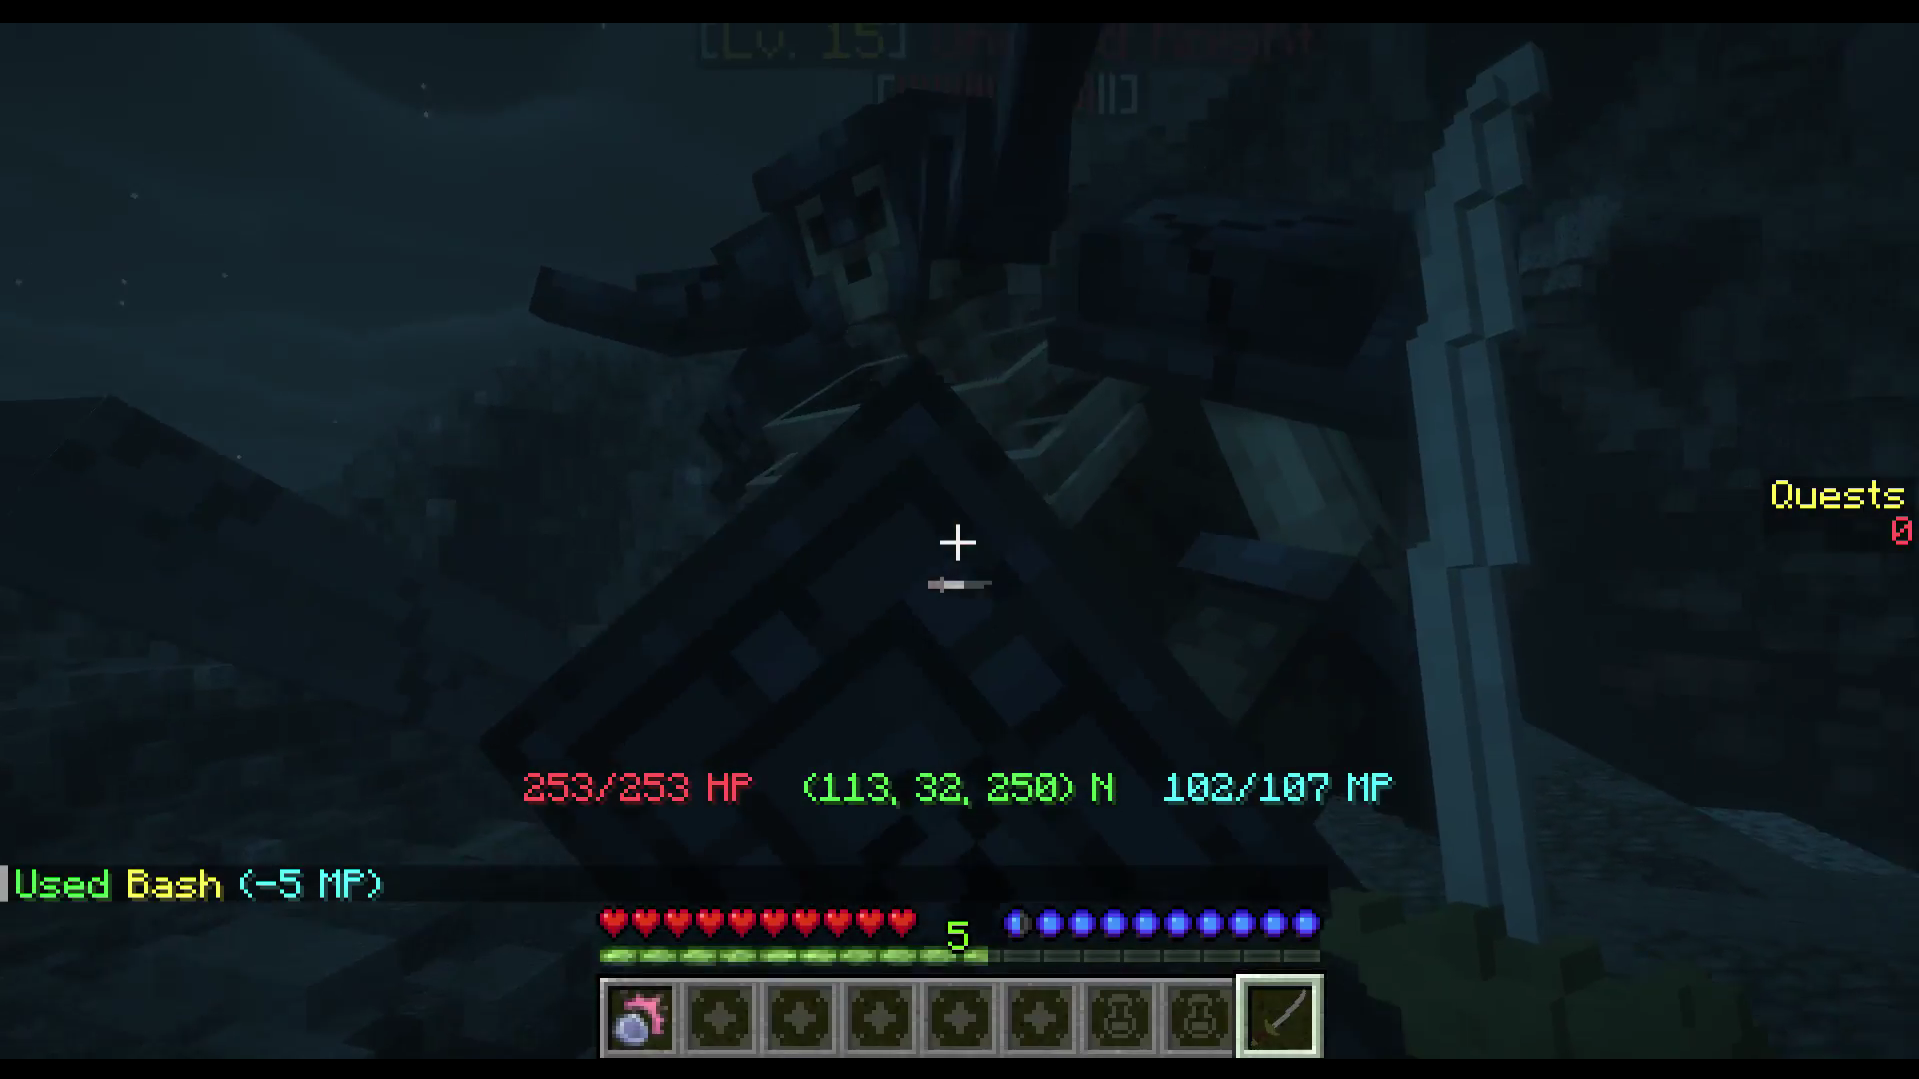 [Lv. 15]
Quests
0
253/253 HP (113, 32, 250) N 102/107 MP
Used Bash (-5 MP)
5